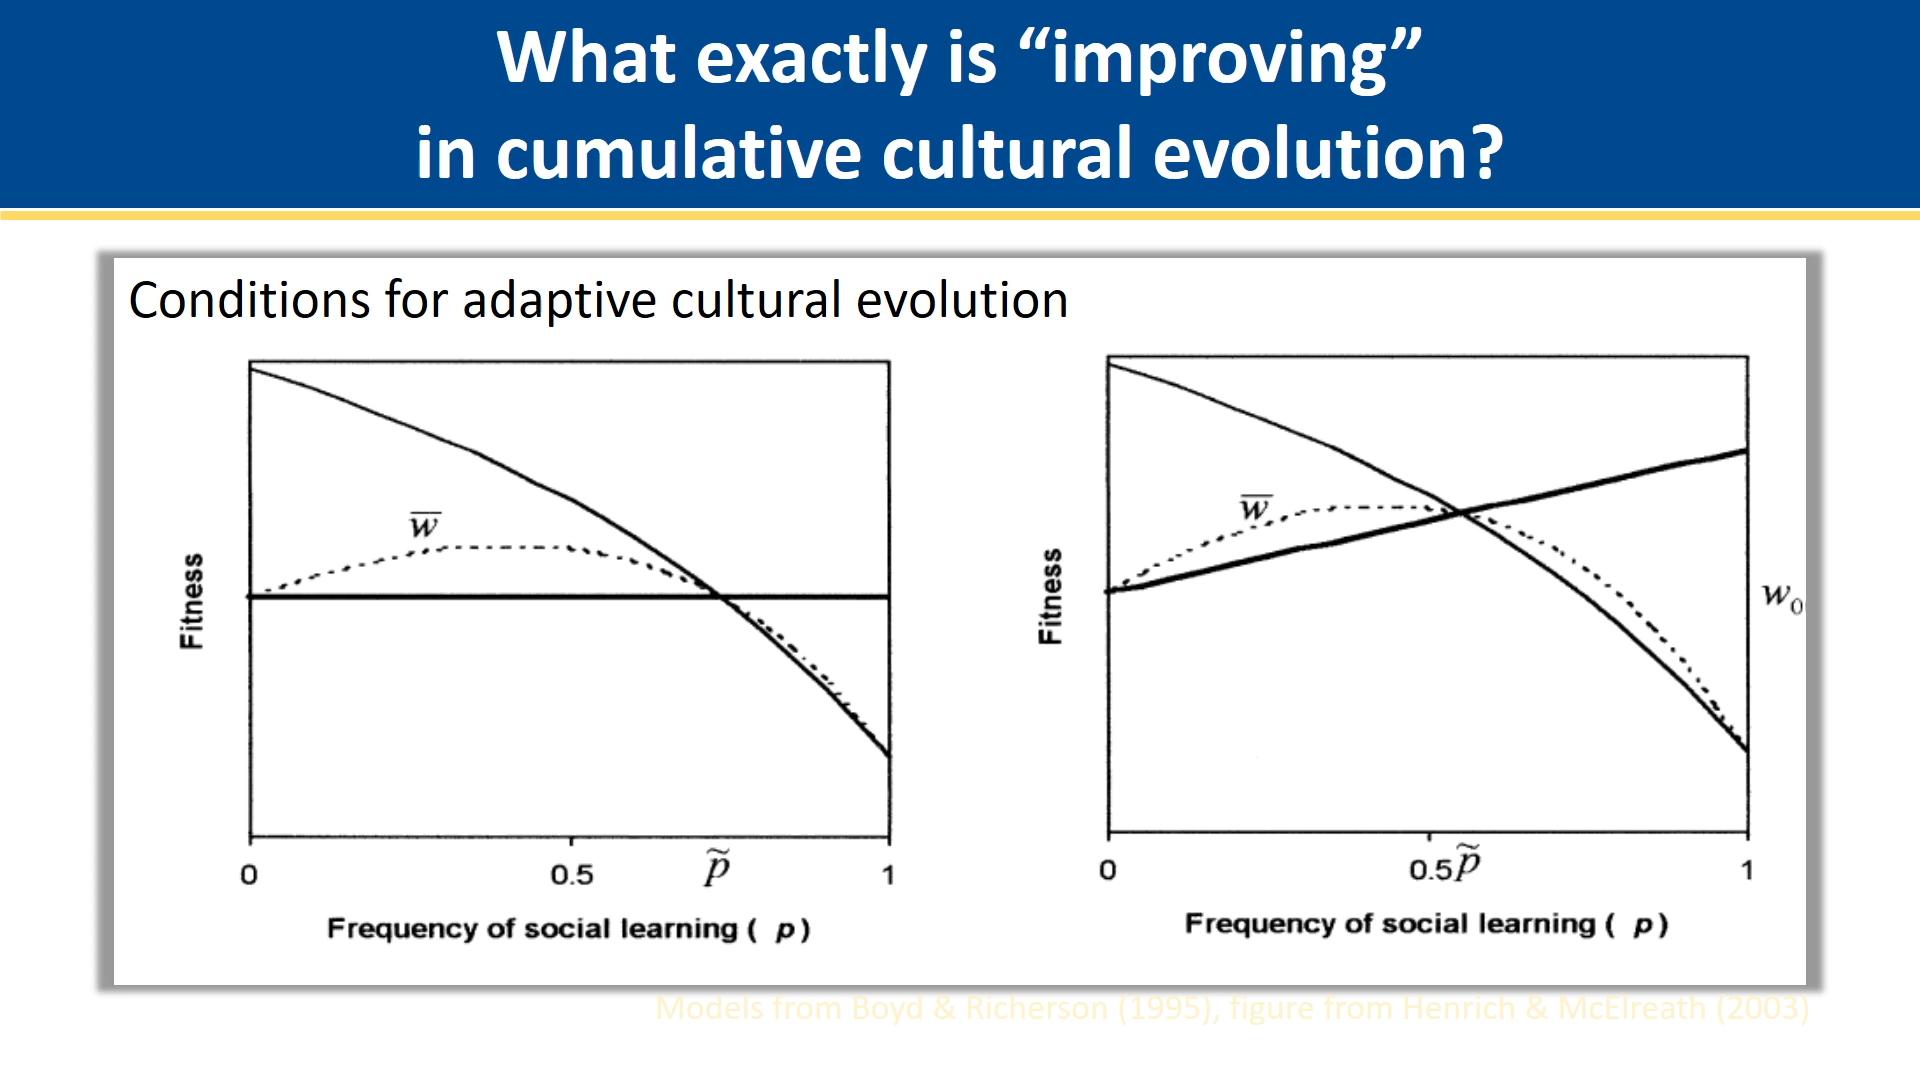 What exactly is “improving”
in cumulative cultural evolution?
Conditions for adaptive cultural evolution
w̅
Fitness
0
0.5
p̃
1
Frequency of social learning ( p )
w̅
Fitness
w₀
0
0.5
p̃
1
Frequency of social learning ( p )
Models from Boyd & Richerson (1995), figure from Henrich & McElreath (2003)